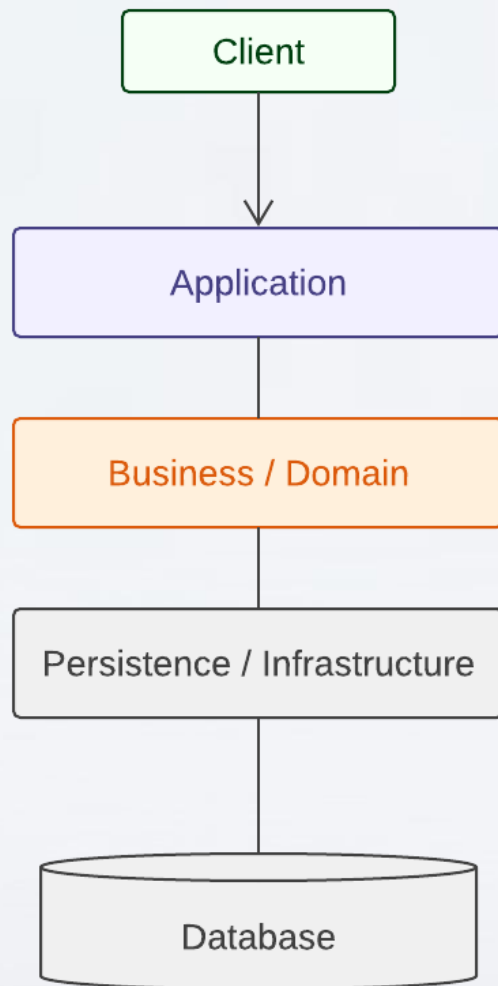 Client
Application
Business / Domain
Persistence / Infrastructure
Database